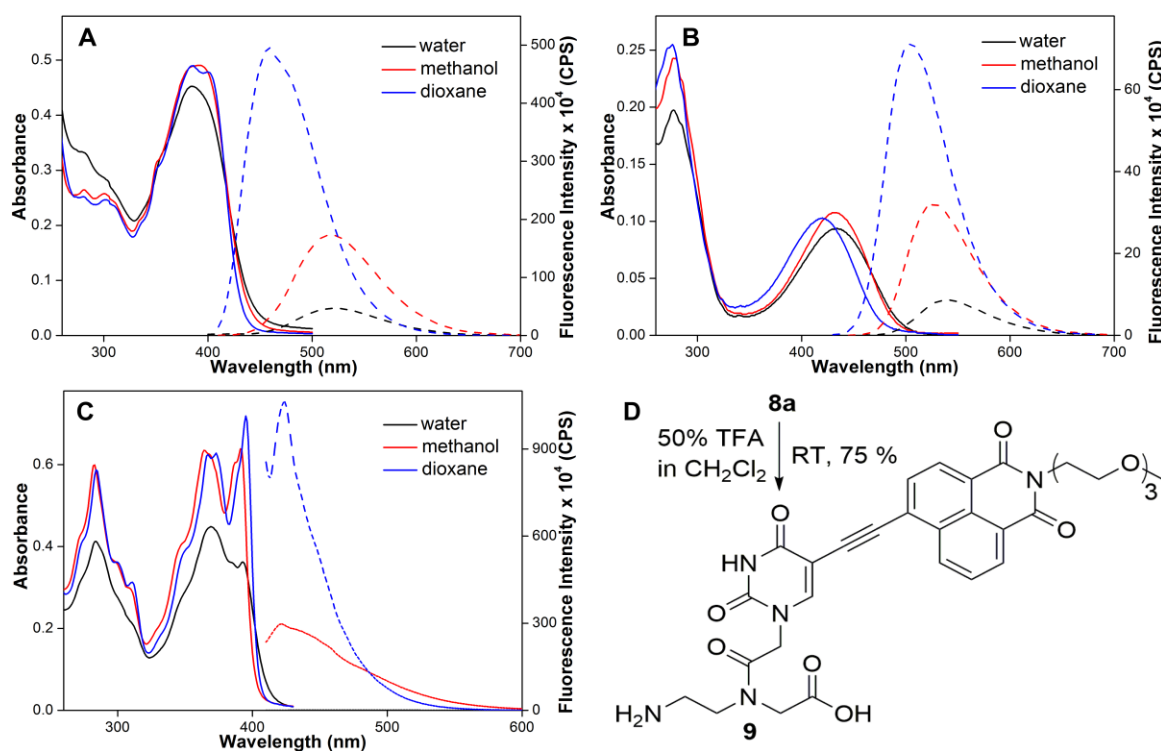 A
water
methanol
dioxane
Absorbance
0.5
0.4
0.3
0.2
0.1
0.0
300 400 500 600 700
Wavelength (nm)
500
400
300
200
100
0
Fluorescence Intensity x 10⁴ (CPS)
B
water
methanol
dioxane
Absorbance
0.25
0.20
0.15
0.10
0.05
0.00
300 400 500 600 700
Wavelength (nm)
60
40
20
0
Fluorescence Intensity x 10⁴ (CPS)
C
water
methanol
dioxane
Absorbance
0.6
0.4
0.2
0.0
300 400 500 600
Wavelength (nm)
900
600
300
0
Fluorescence Intensity x 10⁴ (CPS)
D
8a
50% TFA
in CH₂Cl₂
RT, 75 %
O
N
O
3
O
O
HN
O
N
O
O
N
OH
H₂N
9